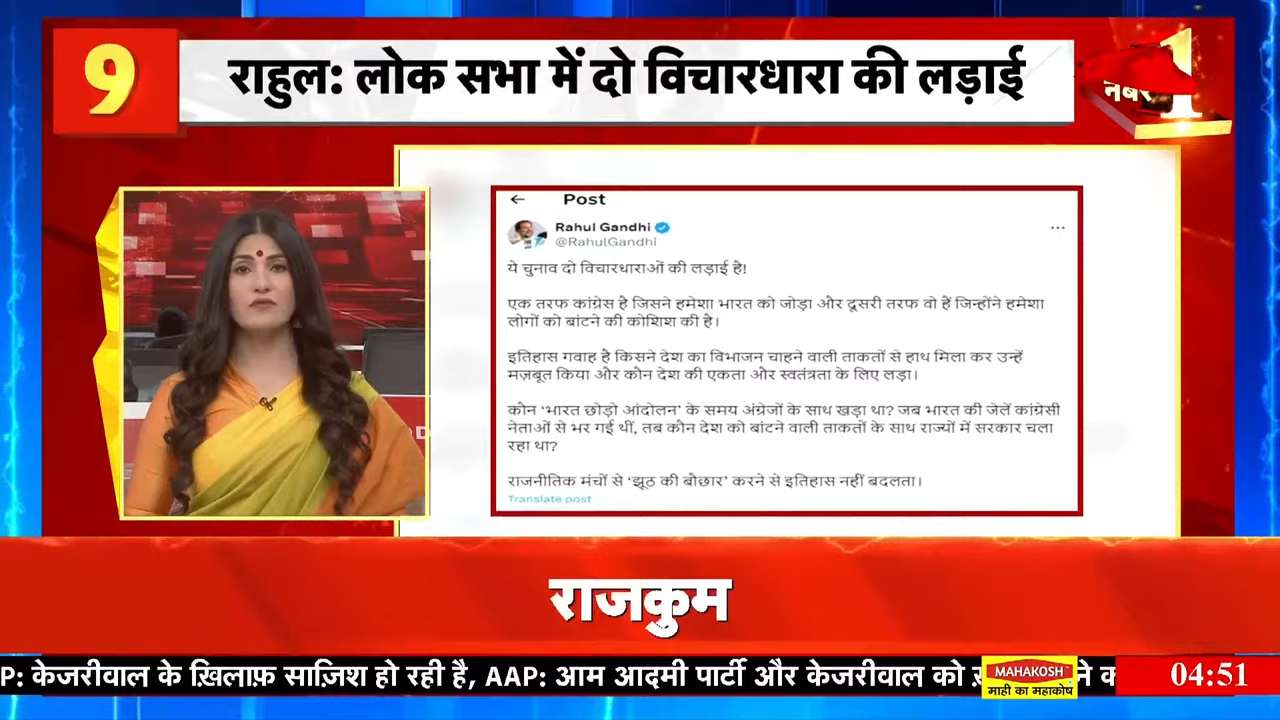 9
राहुल: लोक सभा में दो विचारधारा की लड़ाई
नंबर 1
← Post
Rahul Gandhi
@RahulGandhi
ये चुनाव दो विचारधाराओं की लड़ाई है!
एक तरफ कांग्रेस है जिसने हमेशा भारत को जोड़ा और दूसरी तरफ वो हैं जिन्होंने हमेशा
लोगों को बांटने की कोशिश की है।
इतिहास गवाह है किसने देश का विभाजन चाहने वाली ताकतों से हाथ मिला कर उन्हें
मज़बूत किया और कौन देश की एकता और स्वतंत्रता के लिए लड़ा।
कौन ‘भारत छोड़ो आंदोलन’ के समय अंग्रेजों के साथ खड़ा था? जब भारत की जेलें कांग्रेसी
नेताओं से भर गई थीं, तब कौन देश को बांटने वाली ताकतों के साथ राज्यों में सरकार चला
रहा था?
राजनीतिक मंचों से ‘झूठ की बौछार’ करने से इतिहास नहीं बदलता।
Translate post
राजकुम
P: केजरीवाल के ख़िलाफ़ साज़िश हो रही है, AAP: आम आदमी पार्टी और केजरीवाल को
MAHAKOSH
माही का महाकोष
04:51